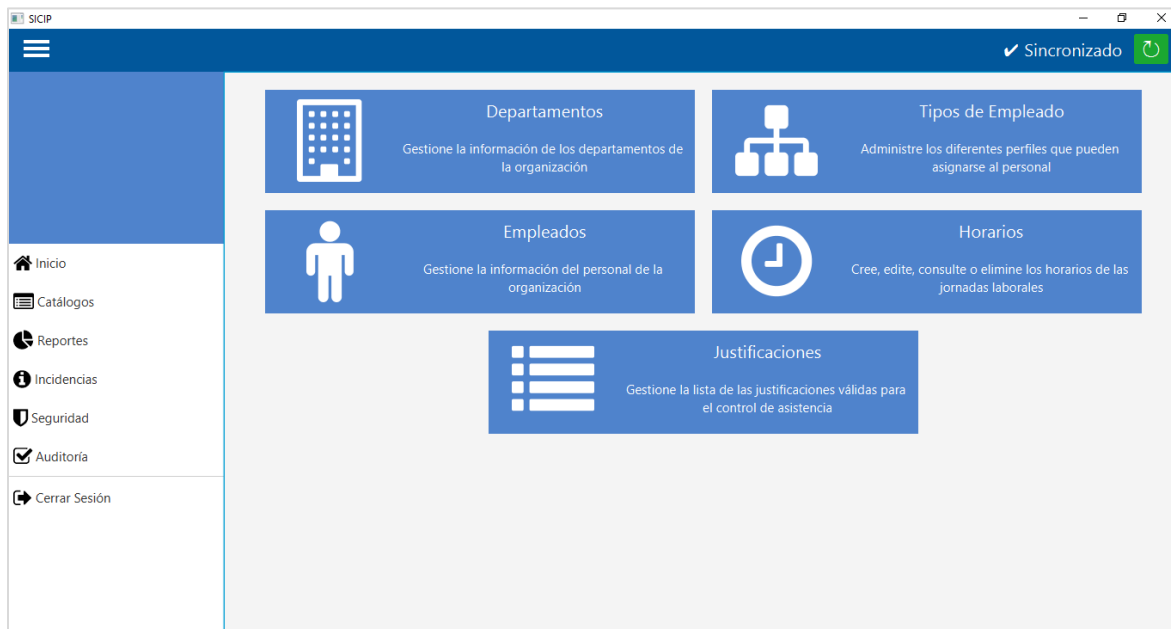 SICIP
✔ Sincronizado
Departamentos
Gestione la información de los departamentos de
la organización
Tipos de Empleado
Administre los diferentes perfiles que pueden
asignarse al personal
Empleados
Gestione la información del personal de la
organización
Horarios
Cree, edite, consulte o elimine los horarios de las
jornadas laborales
Justificaciones
Gestione la lista de las justificaciones válidas para
el control de asistencia
Inicio
Catálogos
Reportes
Incidencias
Seguridad
Auditoría
Cerrar Sesión